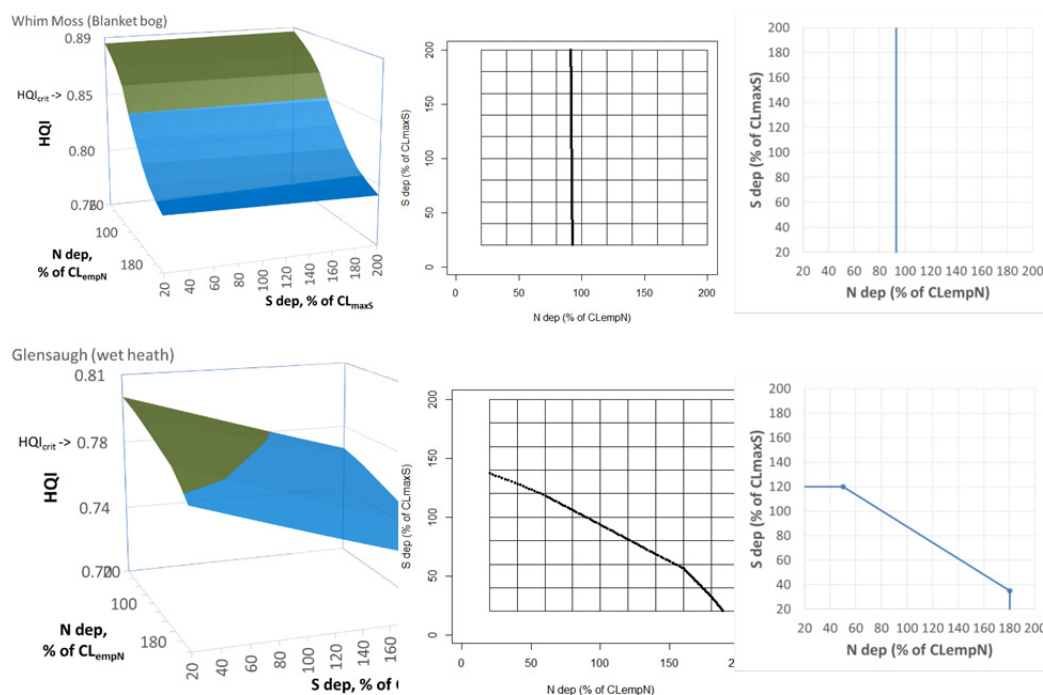 Whim Moss (Blanket bog)
0.89
HQIcrit -> 0.85
HQI
0.80
0.75
100
180
N dep,
% of CLempN
20 40 60 80 100 120 140 160 180 200
S dep, % of CLmaxS
S dep (% of CLmaxS)
200
150
100
50
0
0 50 100 150 200
N dep (% of CLempN)
S dep (% of CLmaxS)
200
180
160
140
120
100
80
60
40
20
20 40 60 80 100 120 140 160 180 200
N dep (% of CLempN)
Glensaugh (wet heath)
0.81
HQIcrit -> 0.78
HQI
0.74
100
180
N dep,
% of CLempN
20 40 60 80 100 120 140 160
S dep, % of
S dep (% of CLmaxS)
200
150
100
50
0
0 50 100 150
N dep (% of CLempN)
S dep (% of CLmaxS)
200
180
160
140
120
100
80
60
40
20
20 40 60 80 100 120 140 160 180 200
N dep (% of CLempN)